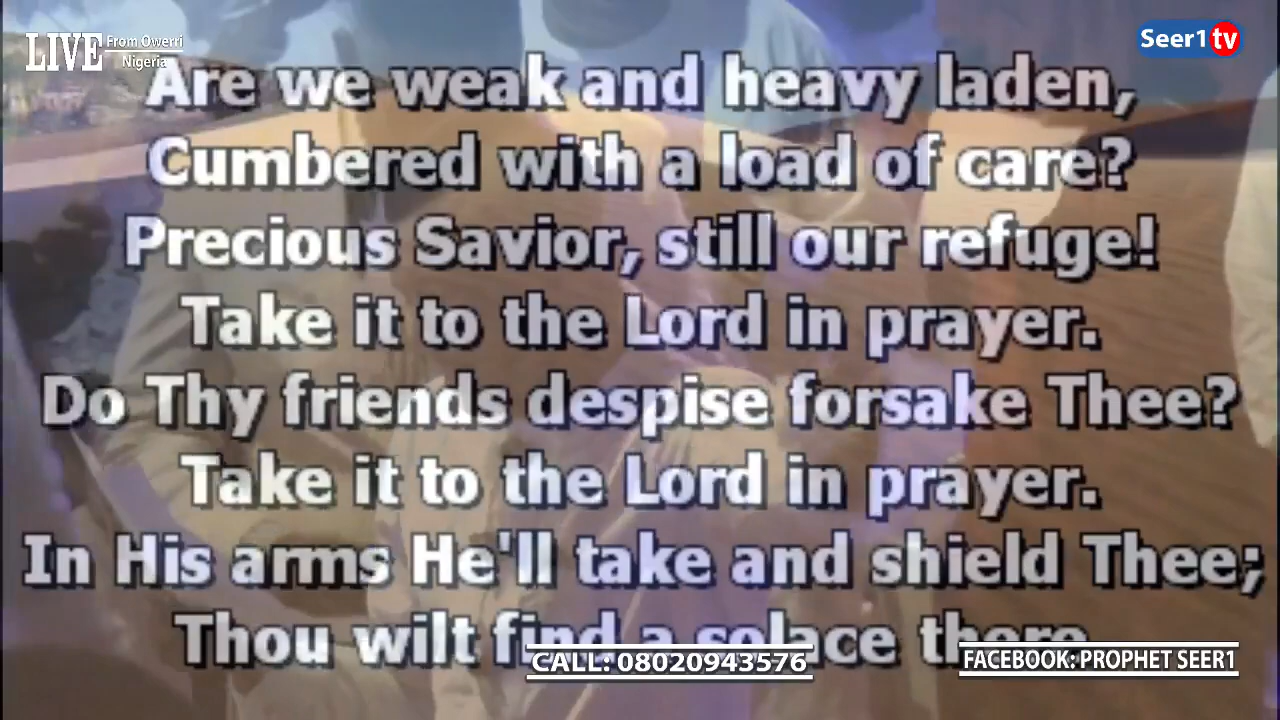 LIVE From Owerri
Nigeria
Seer1 tv
Are we weak and heavy laden,
Cumbered with a load of care?
Precious Savior, still our refuge!
Take it to the Lord in prayer.
Do Thy friends despise forsake Thee?
Take it to the Lord in prayer.
In His arms He'll take and shield Thee;
Thou wilt find a solace there.
CALL: 08020943576
FACEBOOK: PROPHET SEER1